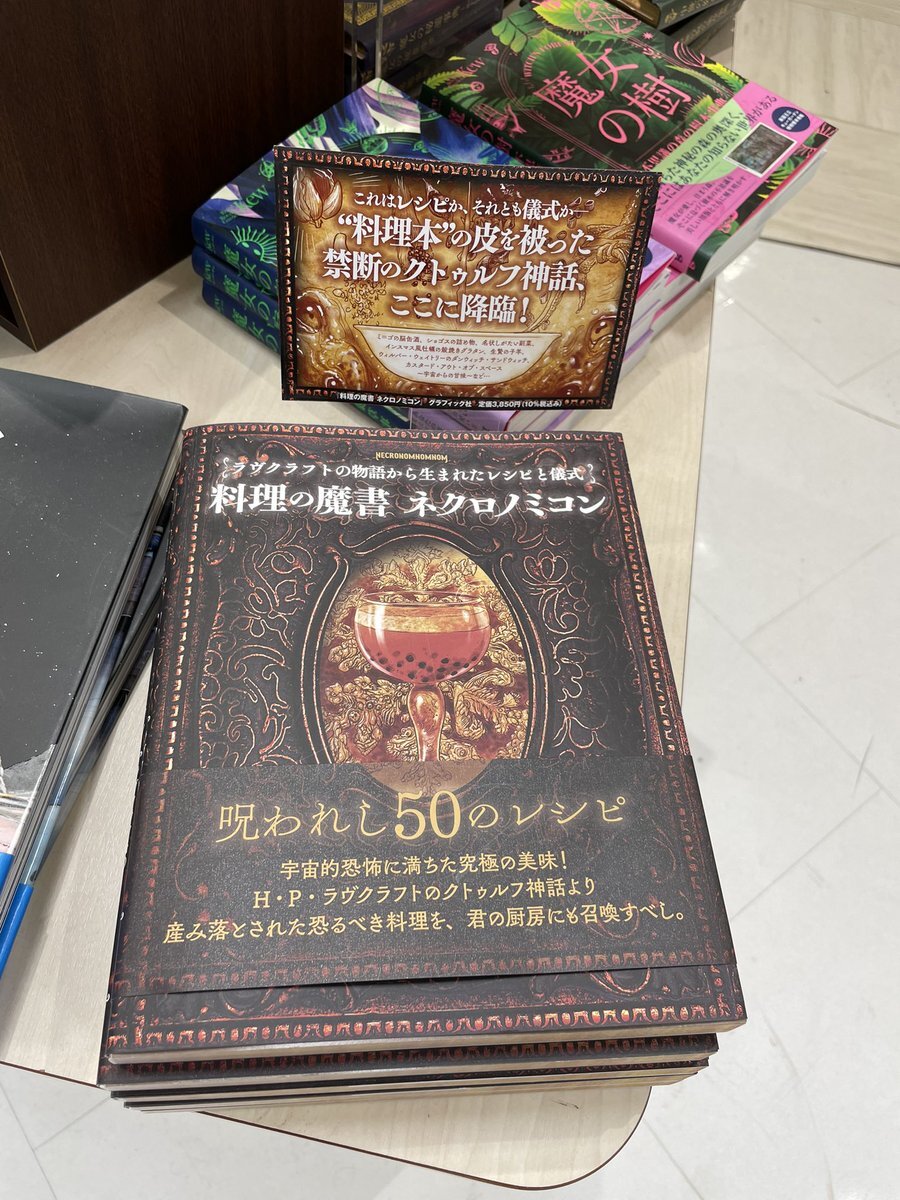 魔女
の樹
これはレシピか、それとも儀式か
“料理本”の皮を被った
禁断のクトゥルフ神話、
ここに降臨！
ミ＝ゴの脳缶酒、ショゴスの詰め物、名状しがたい副菜、
インスマス風牡蠣の殻焼きグラタン、生贄の子羊、
ウィルバー・ウェイトリーのダンウィッチ・サンドウィッチ、
カスタード・アウト・オブ・スペース
〜宇宙からの甘味〜など…
『料理の魔書 ネクロノミコン』 グラフィック社 定価3,850円(10%税込み)
NECRONOMNOMNOM
ラヴクラフトの物語から生まれたレシピと儀式
料理の魔書 ネクロノミコン
呪われし50のレシピ
宇宙的恐怖に満ちた究極の美味！
H・P・ラヴクラフトのクトゥルフ神話より
産み落とされた恐るべき料理を、君の厨房にも召喚すべし。